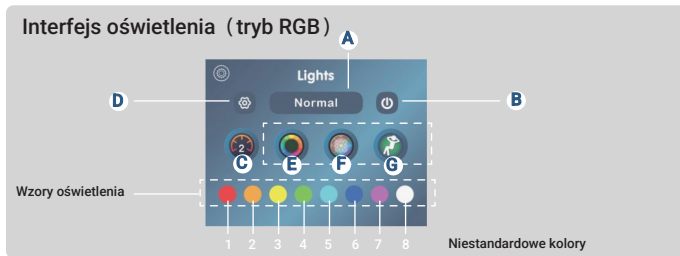 Interfejs oświetlenia (tryb RGB)
A
Lights
D
Normal
B
2
C
E
F
G
Wzory oświetlenia
1 2 3 4 5 6 7 8
Niestandardowe kolory